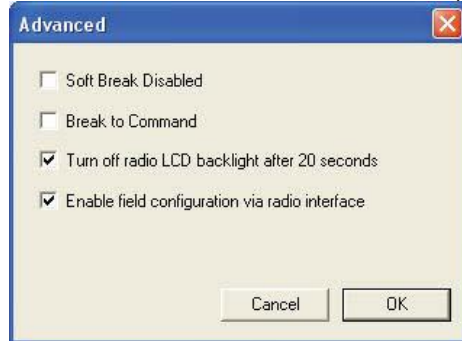 Advanced
Soft Break Disabled
Break to Command
Turn off radio LCD backlight after 20 seconds
Enable field configuration via radio interface
Cancel OK